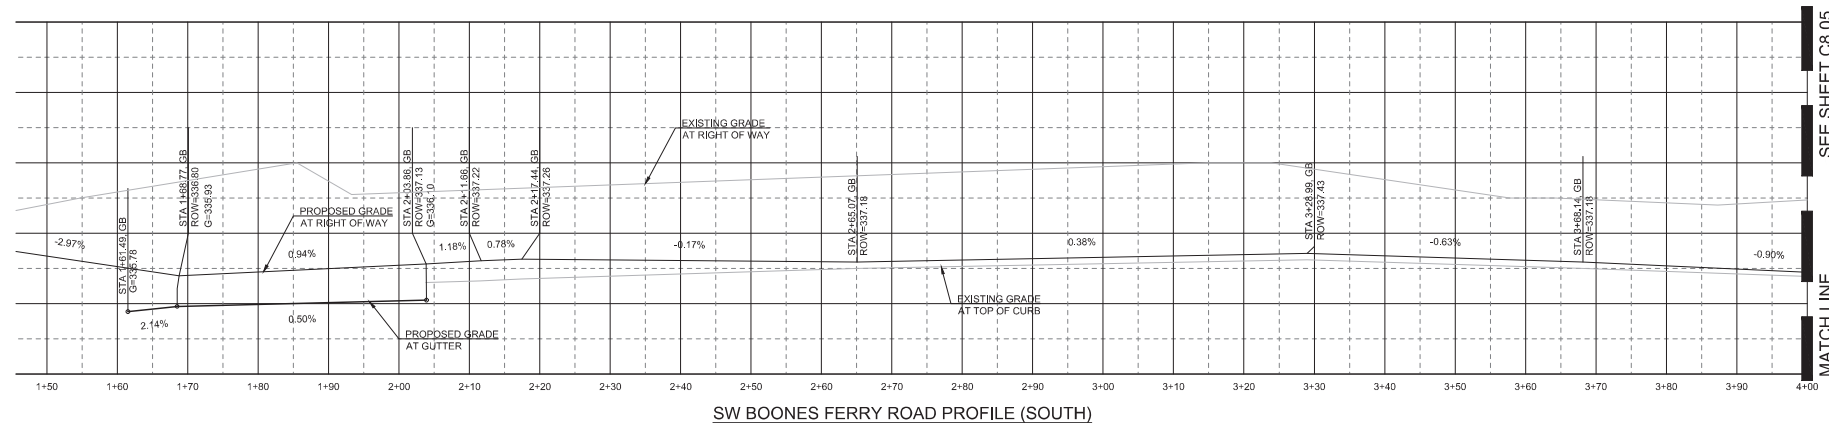 EXISTING GRADE
AT RIGHT OF WAY
STA 1+61.49, GB
G=335.78
STA 1+68.77, GB
ROW=336.80
G=335.93
STA 2+03.86, GB
ROW=337.13
G=336.10
STA 2+11.66, GB
ROW=337.22
STA 2+17.44, GB
ROW=337.26
STA 2+65.07, GB
ROW=337.18
STA 3+28.99, GB
ROW=337.43
STA 3+68.14, GB
ROW=337.18
PROPOSED GRADE
AT RIGHT OF WAY
-2.97%
0.94%
1.18%
0.78%
-0.17%
0.38%
-0.63%
-0.90%
EXISTING GRADE
AT TOP OF CURB
2.14%
0.50%
PROPOSED GRADE
AT GUTTER
1+50 1+60 1+70 1+80 1+90 2+00 2+10 2+20 2+30 2+40 2+50 2+60 2+70 2+80 2+90 3+00 3+10 3+20 3+30 3+40 3+50 3+60 3+70 3+80 3+90 4+00
SW BOONES FERRY ROAD PROFILE (SOUTH)
MATCH LINE
SEE SHEET C8.05